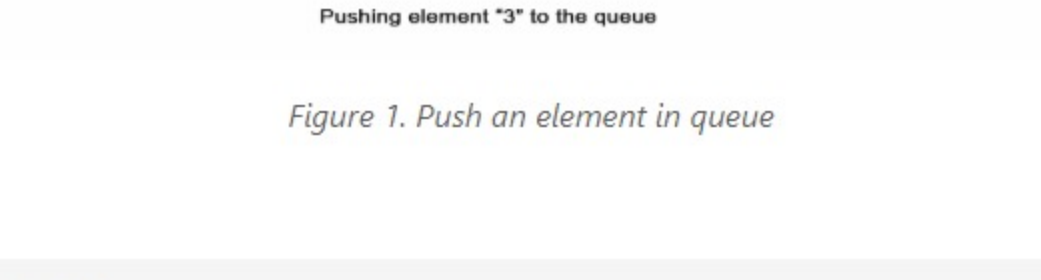 Pushing element "3" to the queue
Figure 1. Push an element in queue